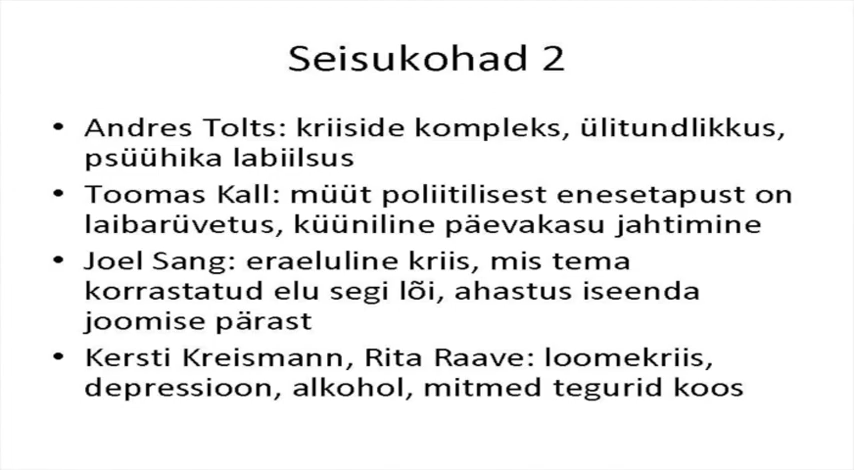 Seisukohad 2
• Andres Tolts: kriiside kompleks, ülitundlikkus,
psüühika labiilsus
• Toomas Kall: müüt poliitilisest enesetapust on
laibarüvetus, küüniline päevakasu jahtimine
• Joel Sang: eraeluline kriis, mis tema
korrastatud elu segi lõi, ahastus iseenda
joomise pärast
• Kersti Kreismann, Rita Raave: loomekriis,
depressioon, alkohol, mitmed tegurid koos